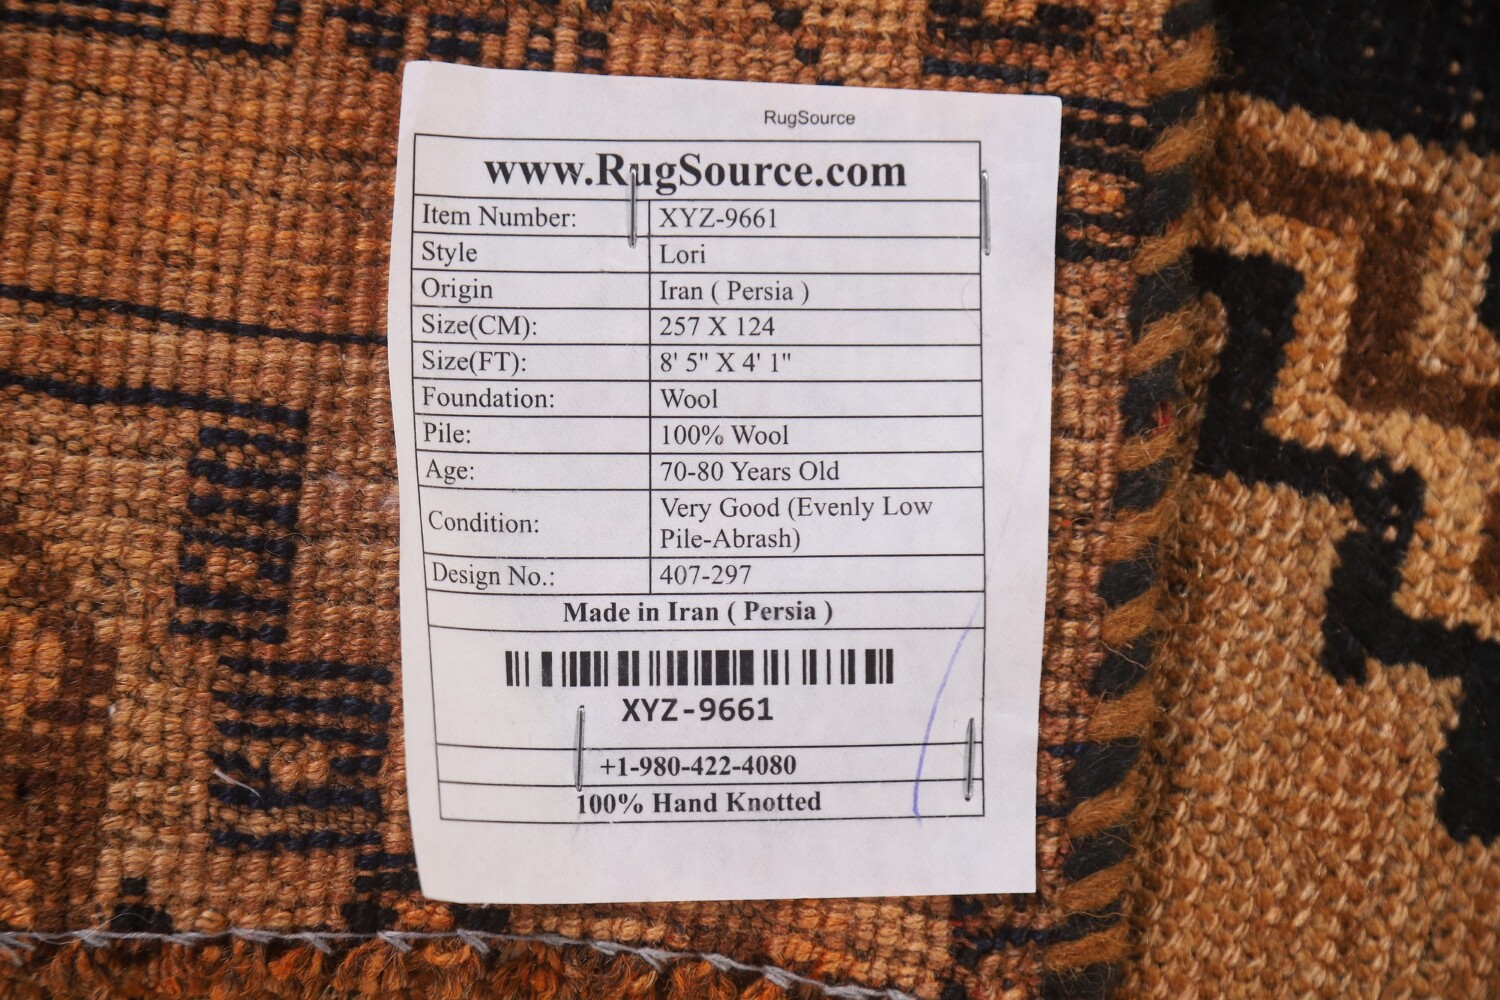 RugSource
www.RugSource.com
Item Number: XYZ-9661
Style Lori
Origin Iran ( Persia )
Size(CM): 257 X 124
Size(FT): 8' 5" X 4' 1"
Foundation: Wool
Pile: 100% Wool
Age: 70-80 Years Old
Condition: Very Good (Evenly Low
Pile-Abrash)
Design No.: 407-297
Made in Iran ( Persia )
XYZ-9661
+1-980-422-4080
100% Hand Knotted